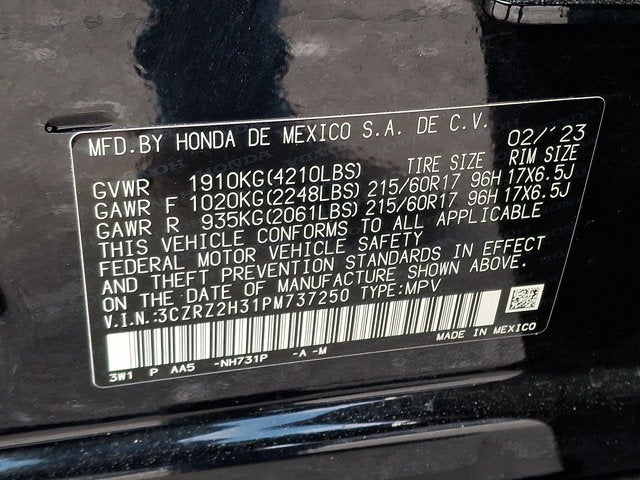 MFD.BY HONDA DE MEXICO S.A. DE C.V. 02/'23
TIRE SIZE RIM SIZE
GVWR 1910KG(4210LBS)
GAWR F 1020KG(2248LBS) 215/60R17 96H 17X6.5J
GAWR R 935KG(2061LBS) 215/60R17 96H 17X6.5J
THIS VEHICLE CONFORMS TO ALL APPLICABLE
FEDERAL MOTOR VEHICLE SAFETY
AND THEFT PREVENTION STANDARDS IN EFFECT
ON THE DATE OF MANUFACTURE SHOWN ABOVE.
V.I.N.:3CZRZ2H31PM737250 TYPE:MPV
MADE IN MEXICO
3W1 P AA5 -NH731P -A -M